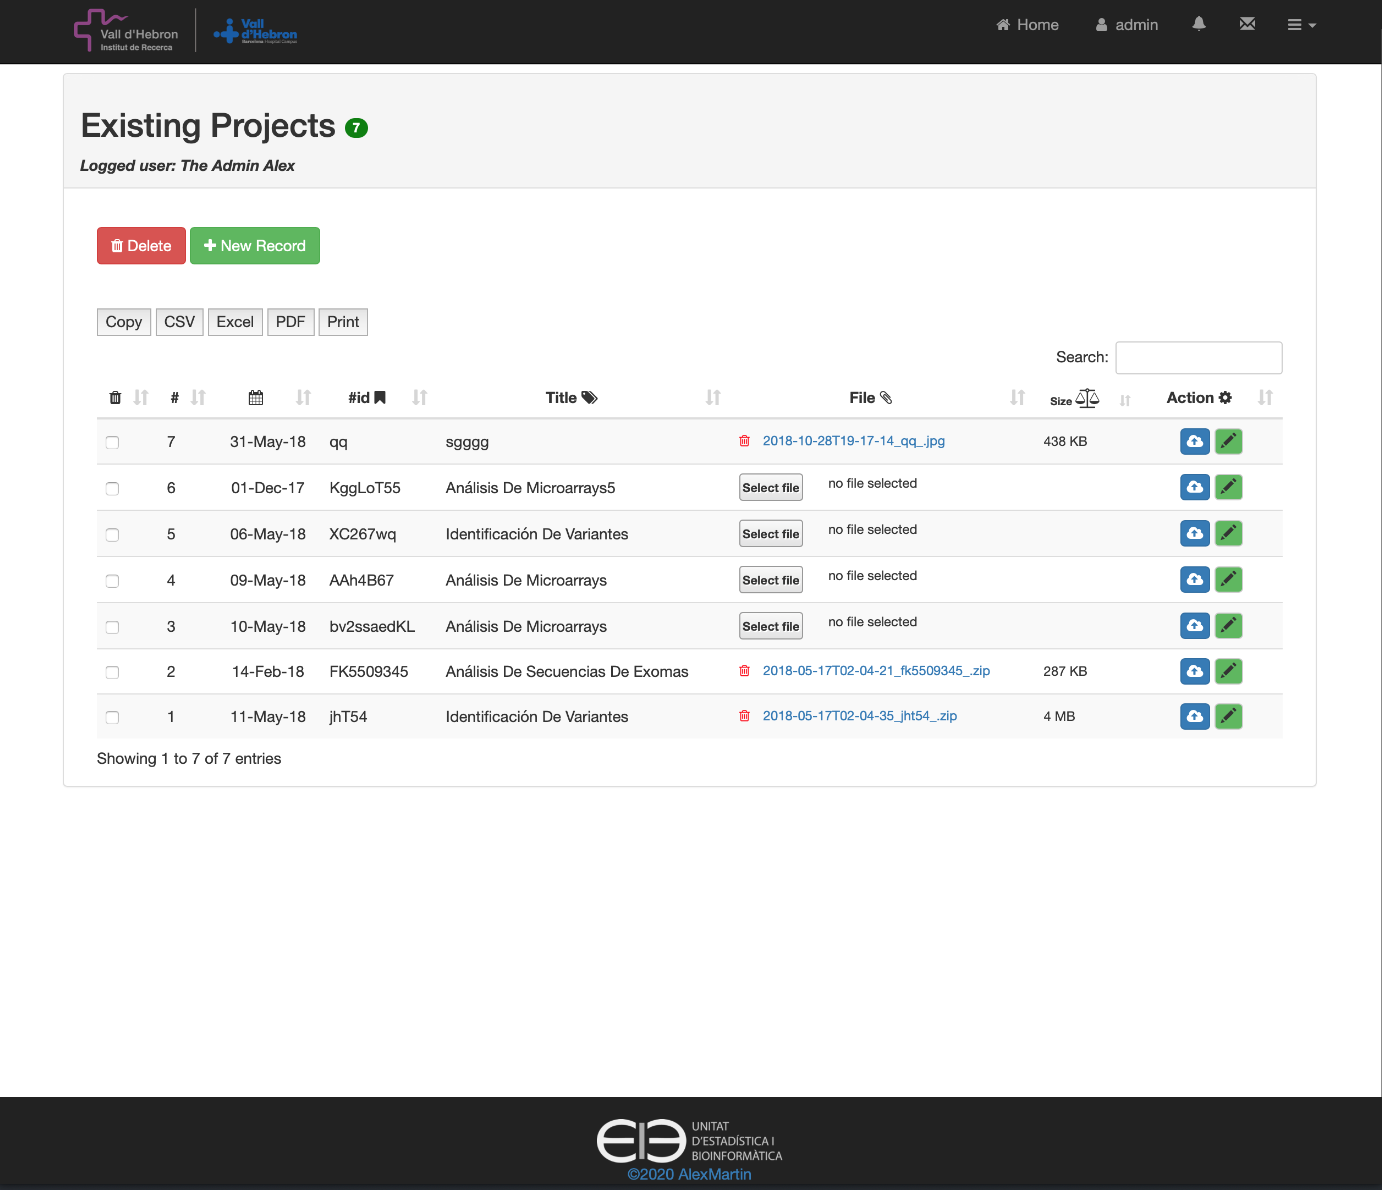 Vall d'Hebron
Institut de Recerca
Vall
d'Hebron
Barcelona Hospital Campus
Home
admin
Existing Projects 7
Logged user: The Admin Alex
Delete
New Record
Copy CSV Excel PDF Print
Search:
# #id Title File Size Action
7 31-May-18 qq sgggg 2018-10-28T19-17-14_qq_.jpg 438 KB
6 01-Dec-17 KggLoT55 Análisis De Microarrays5 Select file no file selected
5 06-May-18 XC267wq Identificación De Variantes Select file no file selected
4 09-May-18 AAh4B67 Análisis De Microarrays Select file no file selected
3 10-May-18 bv2ssaedKL Análisis De Microarrays Select file no file selected
2 14-Feb-18 FK5509345 Análisis De Secuencias De Exomas 2018-05-17T02-04-21_fk5509345_.zip 287 KB
1 11-May-18 jhT54 Identificación De Variantes 2018-05-17T02-04-35_jht54_.zip 4 MB
Showing 1 to 7 of 7 entries
UNITAT
D'ESTADÍSTICA I
BIOINFORMÀTICA
©2020 AlexMartin